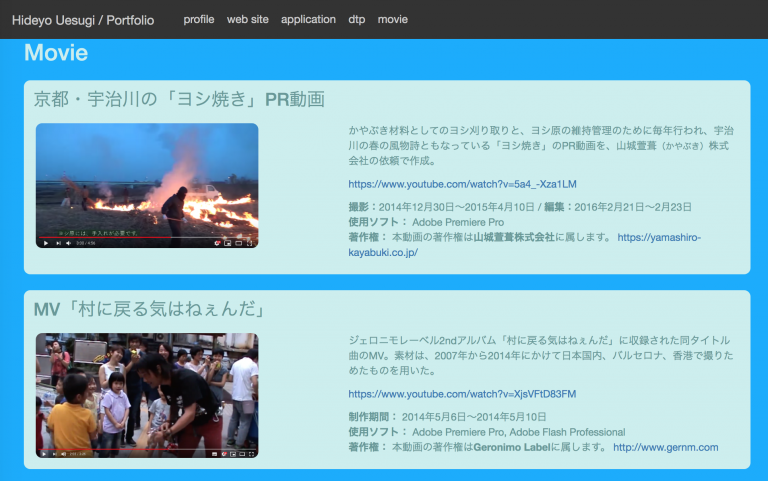 Hideyo Uesugi / Portfolio profile web site application dtp movie
Movie
京都・宇治川の「ヨシ焼き」PR動画
かやぶき材料としてのヨシ刈り取りと、ヨシ原の維持管理のために毎年行われ、宇治
川の春の風物詩ともなっている「ヨシ焼き」のPR動画を、山城萱葺（かやぶき）株式
会社の依頼で作成。
https://www.youtube.com/watch?v=5a4_-Xza1LM
撮影：2014年12月30日〜2015年4月10日 / 編集：2016年2月21日〜2月23日
使用ソフト： Adobe Premiere Pro
著作権： 本動画の著作権は山城萱葺株式会社に属します。 https://yamashiro-
kayabuki.co.jp/
ヨシ原には、手入れが必要です。
MV「村に戻る気はねぇんだ」
ジェロニモレーベル2ndアルバム「村に戻る気はねぇんだ」に収録された同タイトル
曲のMV。素材は、2007年から2014年にかけて日本国内、バルセロナ、香港で撮りた
めたものを用いた。
https://www.youtube.com/watch?v=XjsVFtD83FM
制作期間： 2014年5月6日〜2014年5月10日
使用ソフト： Adobe Premiere Pro, Adobe Flash Professional
著作権： 本動画の著作権はGeronimo Labelに属します。 http://www.gernm.com